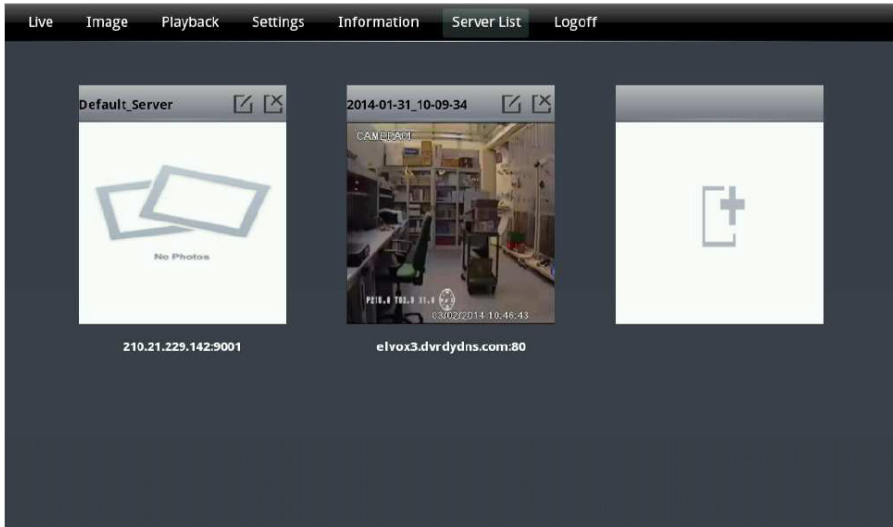 Live Image Playback Settings Information Server List Logoff
Default_Server
2014-01-31_10-09-34
No Photos
03/02/2014 10:46:43
210.21.229.142:9001
elvox3.dvrdydns.com:80